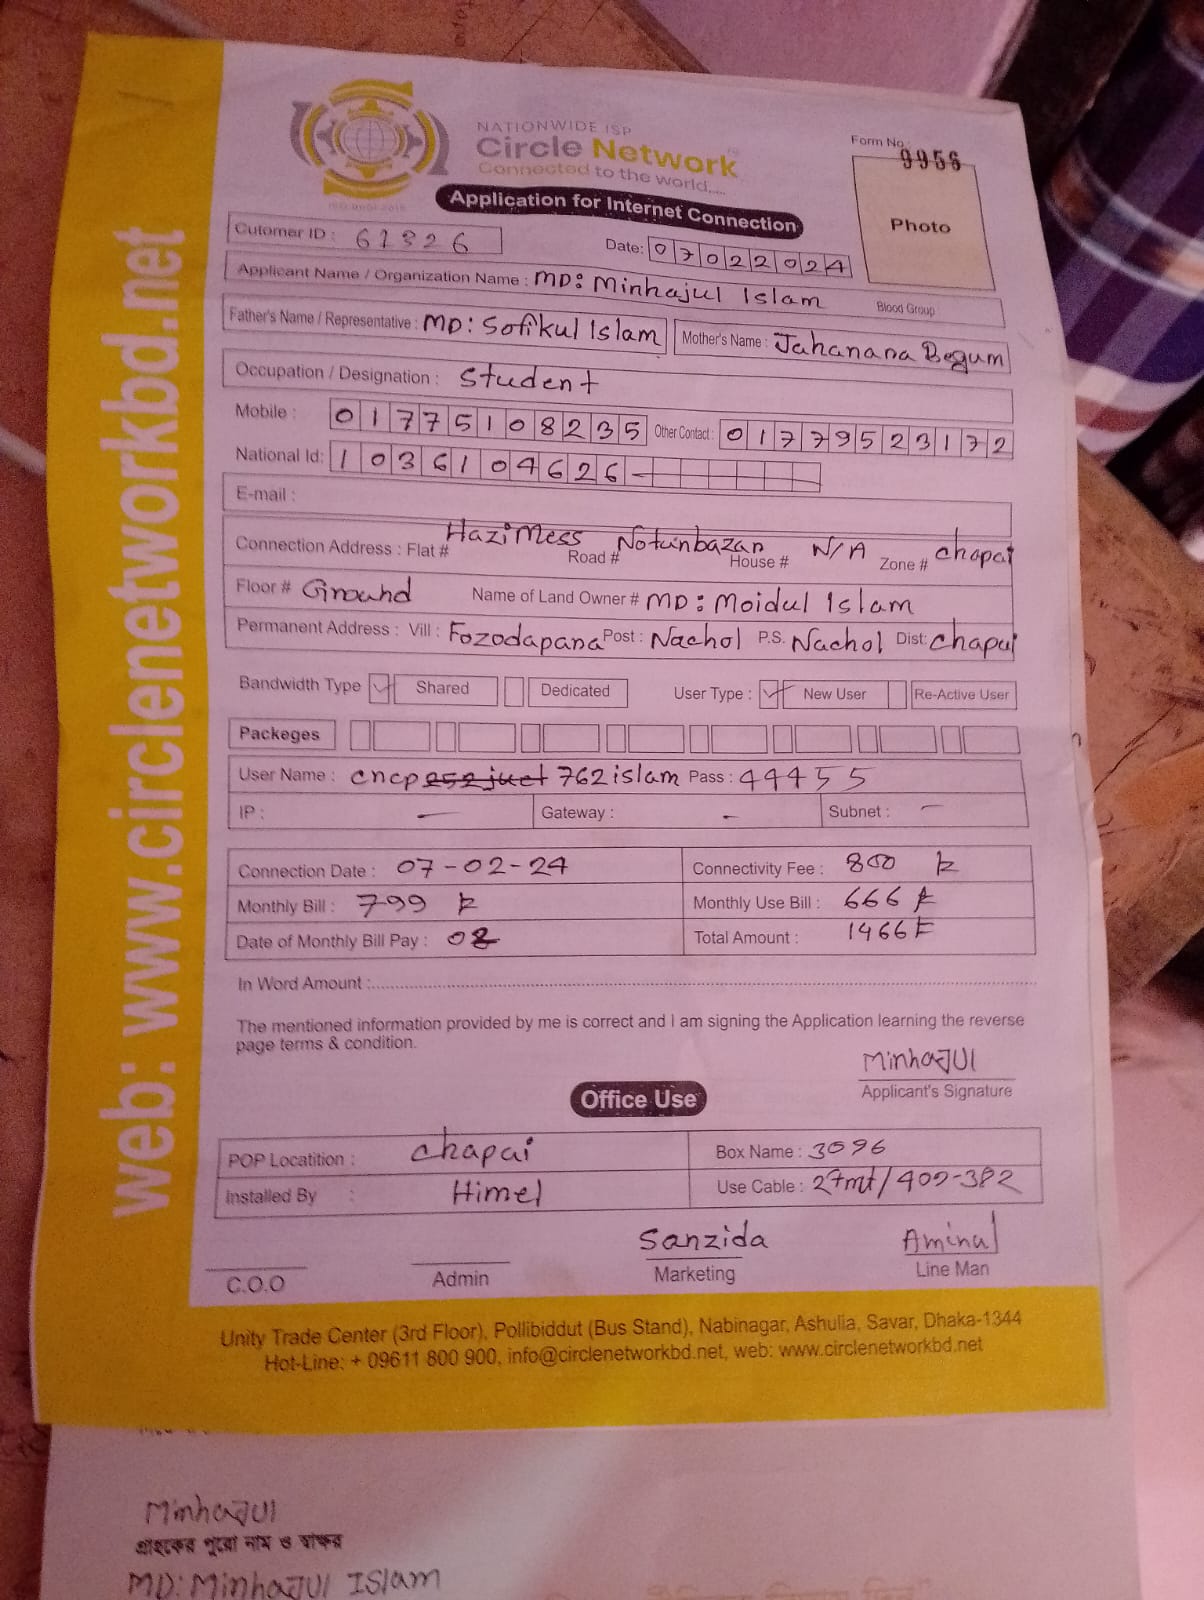 NATIONWIDE ISP
Circle Network
Connected to the world.....
Form No. 9956
Photo
Application for Internet Connection
Cutomer ID : 61326
Date: 07022024
Applicant Name / Organization Name : MD: Minhajul Islam Blood Group
Father's Name / Representative : MD: Sofikul Islam Mother's Name : Jahanara Begum
Occupation / Designation : Student
Mobile : 01775108235 Other Contact : 01779523172
National Id: 1036104626-
E-mail :
Connection Address : Flat # Hazi Mess Road # Notunbazar House # N/A Zone # chapai
Floor # Ground Name of Land Owner # MD: Moidul Islam
Permanent Address : Vill : Fozodapara Post : Nachol P.S. Nachol Dist: chapai
Bandwidth Type Shared Dedicated User Type : New User Re-Active User
Packeges
User Name : cncp 762islam Pass : 44455
IP : - Gateway : - Subnet : -
Connection Date : 07-02-24 Connectivity Fee : 800
Monthly Bill : 799 Monthly Use Bill : 666
Date of Monthly Bill Pay : 08 Total Amount : 1466
In Word Amount :
The mentioned information provided by me is correct and I am signing the Application learning the reverse
page terms & condition.
MinhaJUl
Applicant's Signature
Office Use
POP Locatition : chapai Box Name : 3096
Installed By : Himel Use Cable : 27mt/409-382
Sanzida Aminul
C.O.O Admin Marketing Line Man
Unity Trade Center (3rd Floor), Pollibiddut (Bus Stand), Nabinagar, Ashulia, Savar, Dhaka-1344
Hot-Line: + 09611 800 900, info@circlenetworkbd.net, web: www.circlenetworkbd.net
web: www.circlenetworkbd.net
MinhaJUl
গ্রাহকের পুরো নাম ও স্বাক্ষর
MD: MinhaJUl ISlam